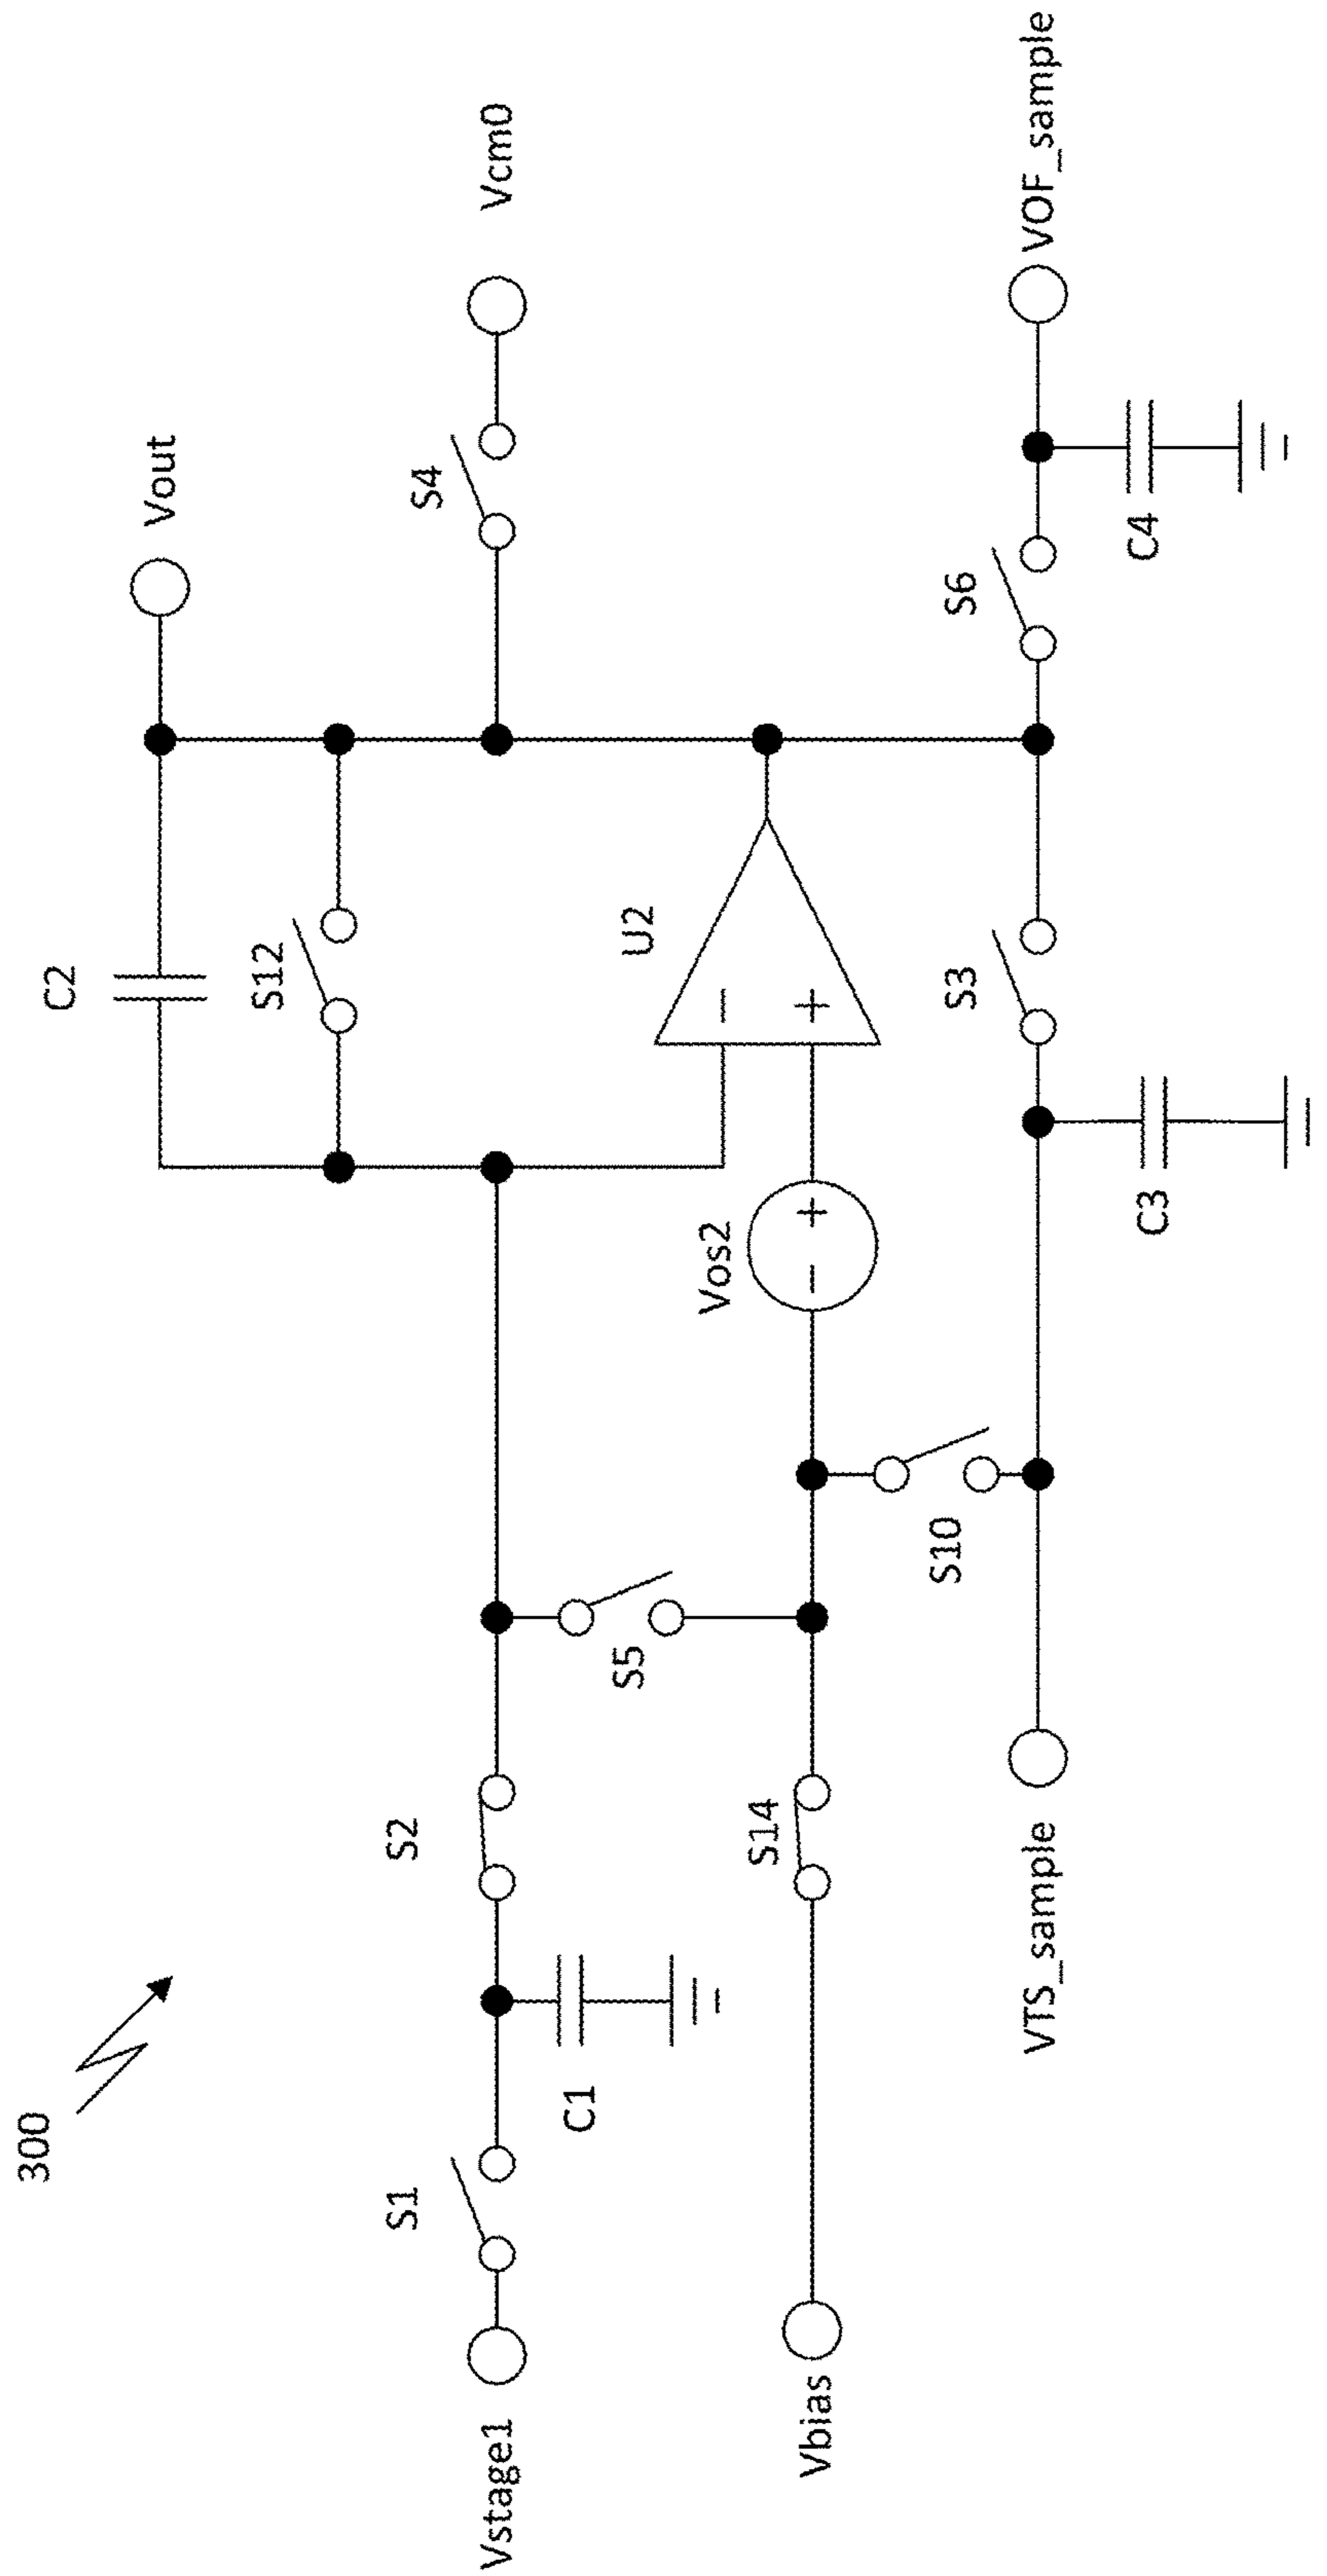 300
C2
Vout
S12
S4
Vcm0
Vstage1
S1
C1
S2
S5
U2
−
+
Vos2
−
+
Vbias
S14
S10
S3
S6
VTS_sample
C3
C4
VOF_sample